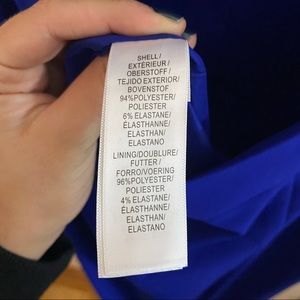 SHELL/
EXTÉRIEUR/
OBERSTOFF/
TEJIDO EXTERIOR/
BOVENSTOF
94%POLYESTER/
POLIESTER
6% ELASTANE/
ÉLASTHANNE/
ELASTHAN/
ELASTANO
LINING/DOUBLURE/
FUTTER/
FORRO/VOERING
96%POLYESTER/
POLIESTER
4% ELASTANE/
ÉLASTHANNE/
ELASTHAN/
ELASTANO